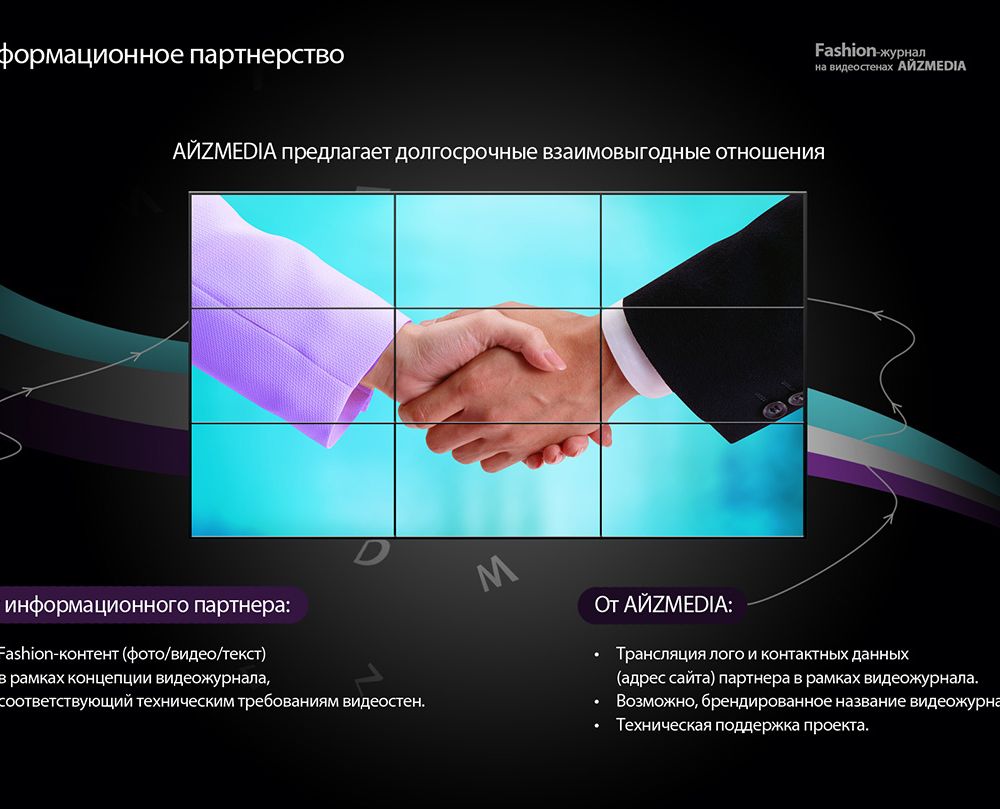 формационное партнерство
Fashion-журнал
на видеостенах АЙZMEDIA
АЙZMEDIA предлагает долгосрочные взаимовыгодные отношения
D
M
Z
информационного партнера:
Fashion-контент (фото/видео/текст)
в рамках концепции видеожурнала,
соответствующий техническим требованиям видеостен.
От АЙZMEDIA:
• Трансляция лого и контактных данных
(адрес сайта) партнера в рамках видеожурнала.
• Возможно, брендированное название видеожурна
• Техническая поддержка проекта.